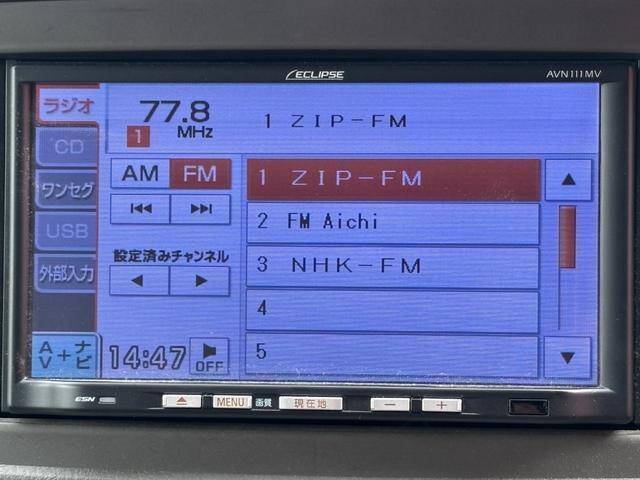 ECLIPSE
AVN111MV
ラジオ
77.8
MHz
1
1 ZIP-FM
CD
AM
FM
1 ZIP-FM
ワンセグ
2 FM Aichi
USB
設定済みチャンネル
3 NHK-FM
外部入力
4
AV+ナビ
14:47
OFF
5
ESN
MENU
画質
現在地